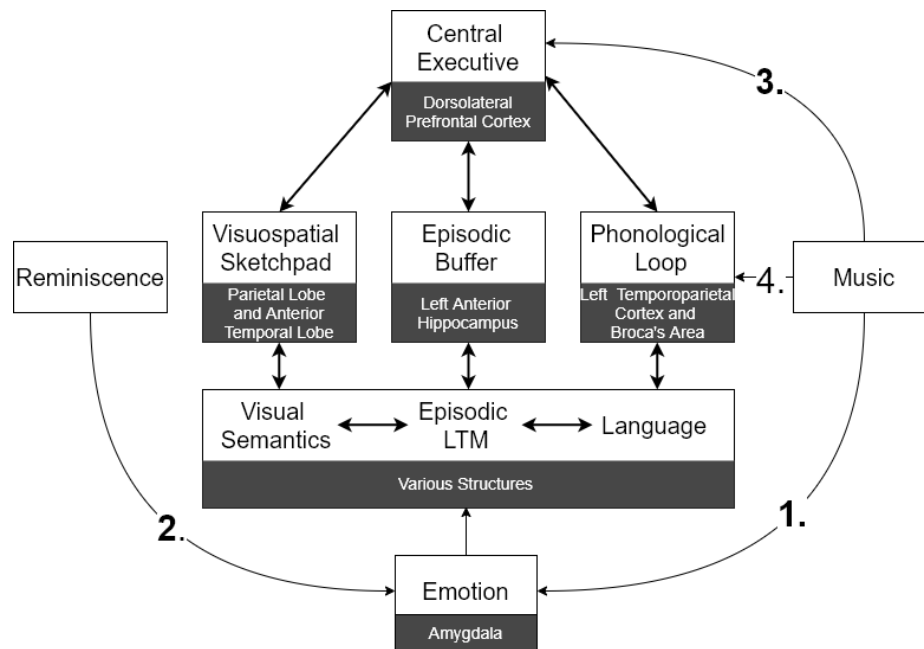 Central
Executive
Dorsolateral
Prefrontal Cortex
3.
Reminiscence
Visuospatial
Sketchpad
Parietal Lobe
and Anterior
Temporal Lobe
Episodic
Buffer
Left Anterior
Hippocampus
Phonological
Loop
Left Temporoparietal
Cortex and
Broca's Area
4.
Music
Visual
Semantics
Episodic
LTM
Language
Various Structures
2.
1.
Emotion
Amygdala